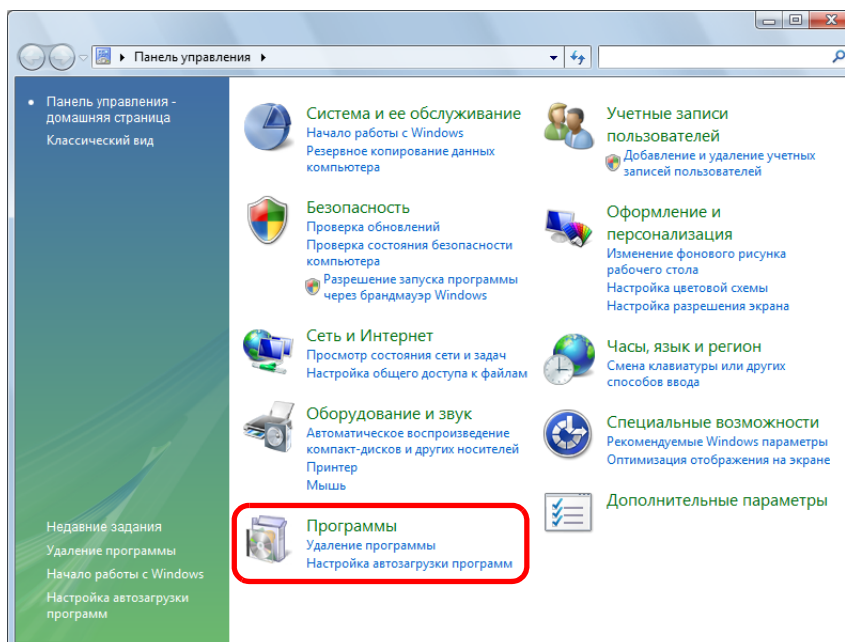 Панель управления
Панель управления -
домашняя страница
Классический вид
Недавние задания
Удаление программы
Начало работы с Windows
Настройка автозагрузки
программ
Система и ее обслуживание
Начало работы с Windows
Резервное копирование данных
компьютера
Безопасность
Проверка обновлений
Проверка состояния безопасности
компьютера
Разрешение запуска программы
через брандмауэр Windows
Сеть и Интернет
Просмотр состояния сети и задач
Настройка общего доступа к файлам
Оборудование и звук
Автоматическое воспроизведение
компакт-дисков и других носителей
Принтер
Мышь
Программы
Удаление программы
Настройка автозагрузки программ
Учетные записи
пользователей
Добавление и удаление учетных
записей пользователей
Оформление и
персонализация
Изменение фонового рисунка
рабочего стола
Настройка цветовой схемы
Настройка разрешения экрана
Часы, язык и регион
Смена клавиатуры или других
способов ввода
Специальные возможности
Рекомендуемые Windows параметры
Оптимизация отображения на экране
Дополнительные параметры